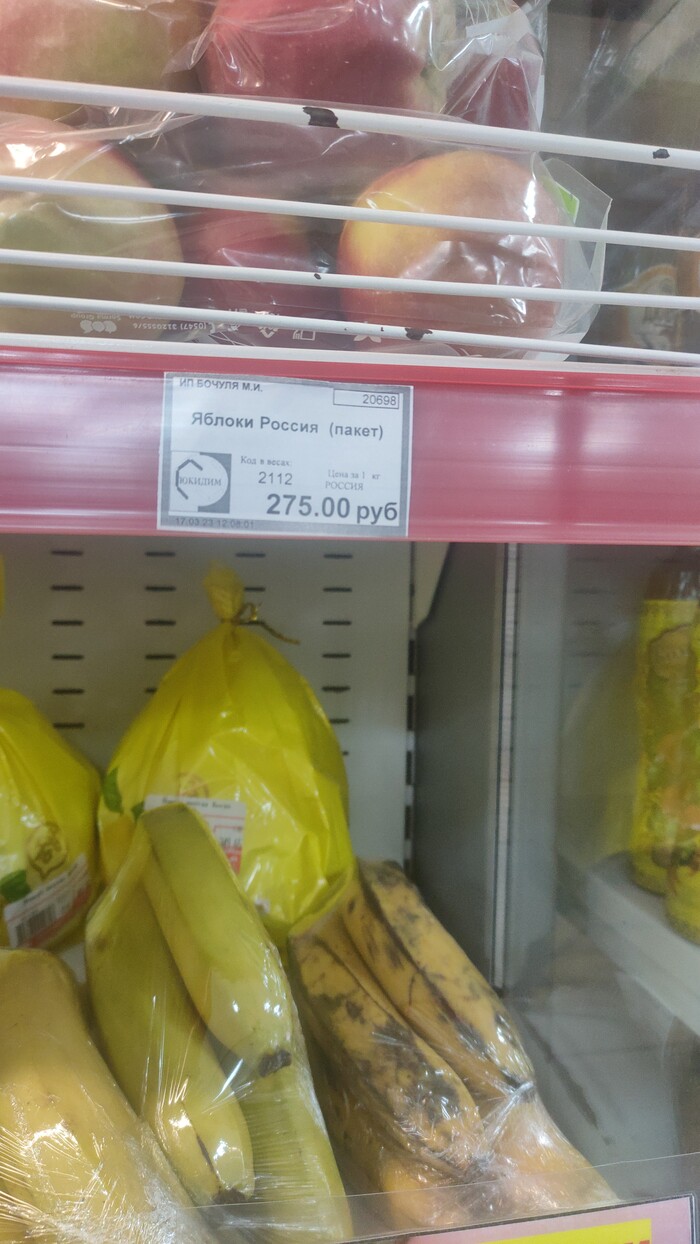 ИП БОЧУЛЯ М.И.
20698
Яблоки Россия (пакет)
Код в весах:
2112
Цена за 1 кг
РОССИЯ
ЮКИДИМ
275.00 руб
17.03.23 12:08:01